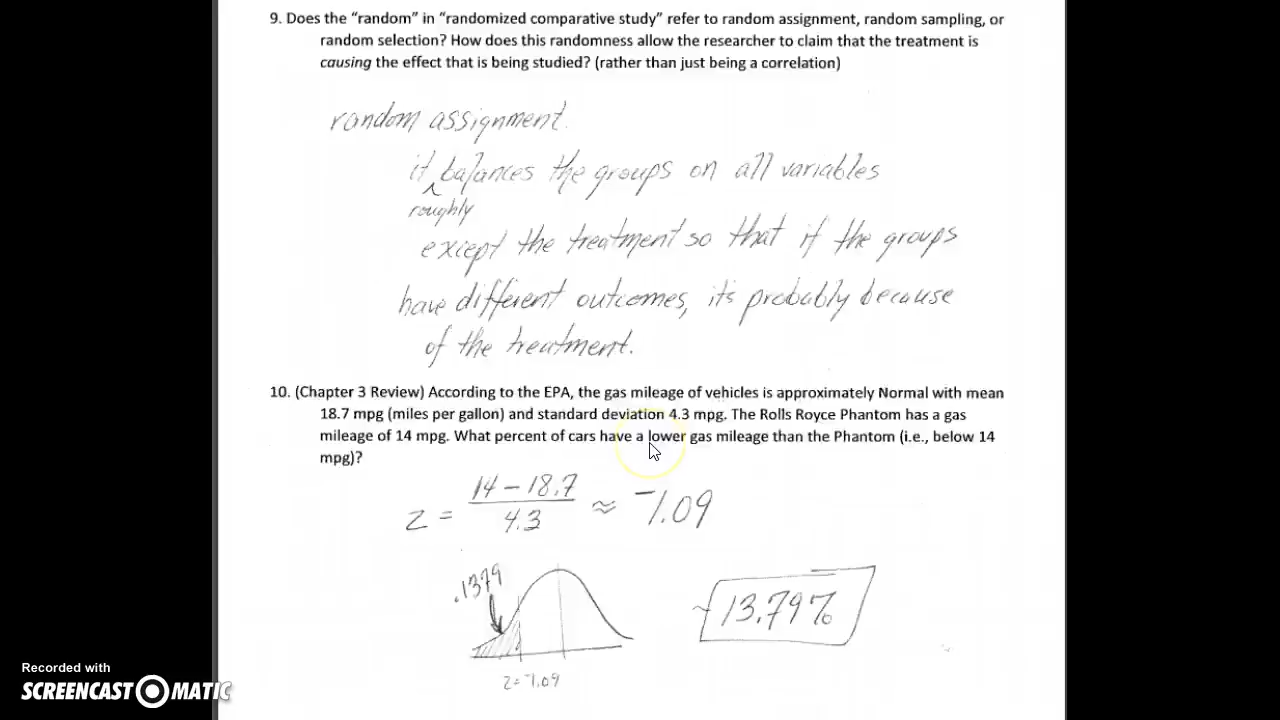 9. Does the “random” in “randomized comparative study” refer to random assignment, random sampling, or
random selection? How does this randomness allow the researcher to claim that the treatment is
causing the effect that is being studied? (rather than just being a correlation)
random assignment.
it balances the groups on all variables
roughly
except the treatment so that if the groups
have different outcomes, it's probably because
of the treatment.
10. (Chapter 3 Review) According to the EPA, the gas mileage of vehicles is approximately Normal with mean
18.7 mpg (miles per gallon) and standard deviation 4.3 mpg. The Rolls Royce Phantom has a gas
mileage of 14 mpg. What percent of cars have a lower gas mileage than the Phantom (i.e., below 14
mpg)?
14 – 18.7
z = ≈ -1.09
4.3
.1379
~13.79%
z=-1.09
Recorded with
SCREENCAST O MATIC